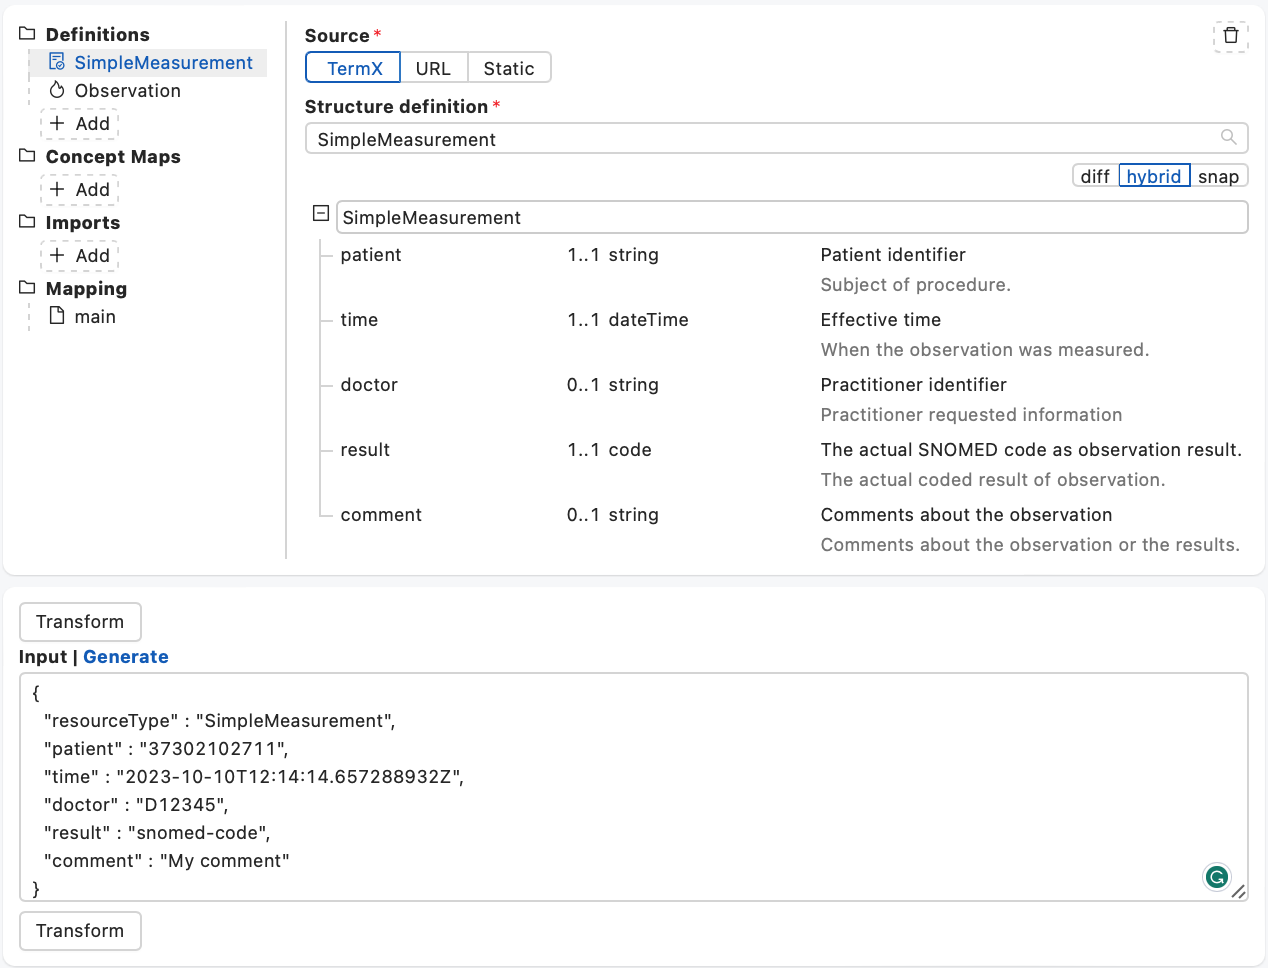 Definitions
SimpleMeasurement
Observation
+ Add
Concept Maps
+ Add
Imports
+ Add
Mapping
main
Source *
TermX URL Static
Structure definition *
SimpleMeasurement
diff hybrid snap
SimpleMeasurement
patient 1..1 string Patient identifier
Subject of procedure.
time 1..1 dateTime Effective time
When the observation was measured.
doctor 0..1 string Practitioner identifier
Practitioner requested information
result 1..1 code The actual SNOMED code as observation result.
The actual coded result of observation.
comment 0..1 string Comments about the observation
Comments about the observation or the results.
Transform
Input | Generate
{
"resourceType" : "SimpleMeasurement",
"patient" : "37302102711",
"time" : "2023-10-10T12:14:14.657288932Z",
"doctor" : "D12345",
"result" : "snomed-code",
"comment" : "My comment"
}
Transform